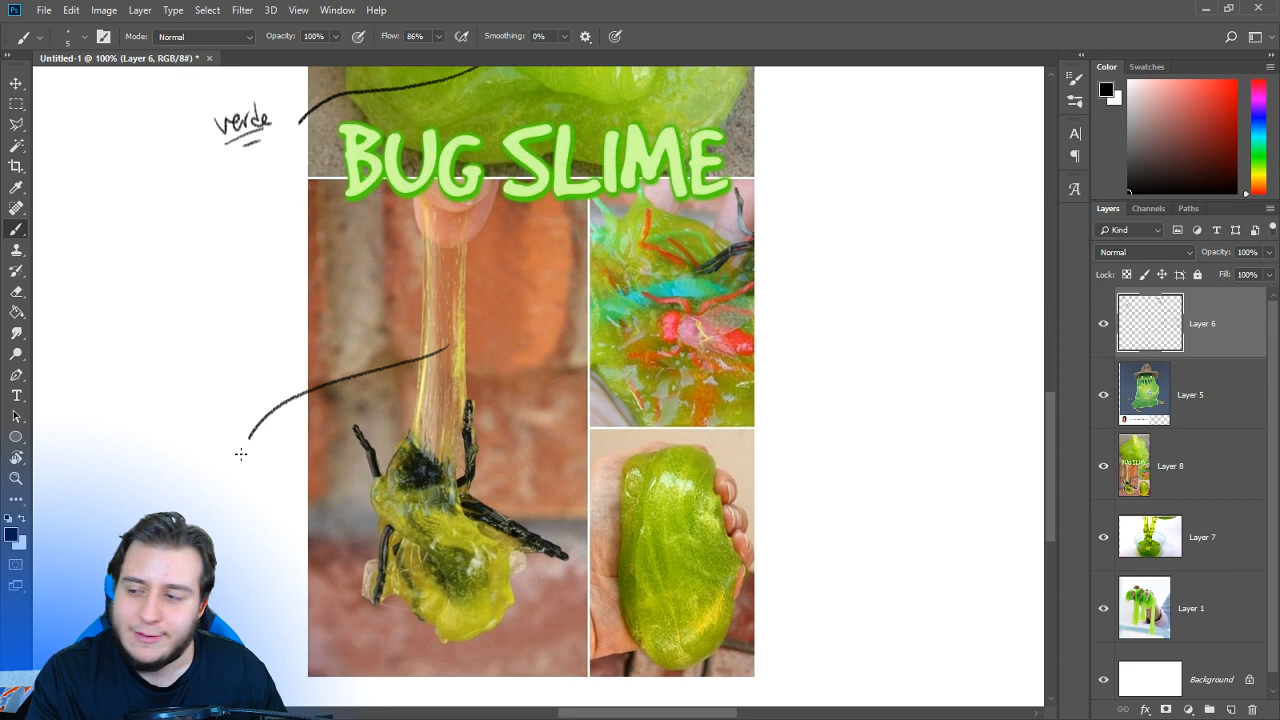 Ps File Edit Image Layer Type Select Filter 3D View Window Help
5 Mode: Normal Opacity: 100% Flow: 86% Smoothing: 0%
Untitled-1 @ 100% (Layer 6, RGB/8#) *
verde
BUG SLIME
Color Swatches
Layers Channels Paths
Kind
Normal Opacity: 100%
Lock: Fill: 100%
Layer 6
Layer 5
Layer 8
Layer 7
Layer 1
Background